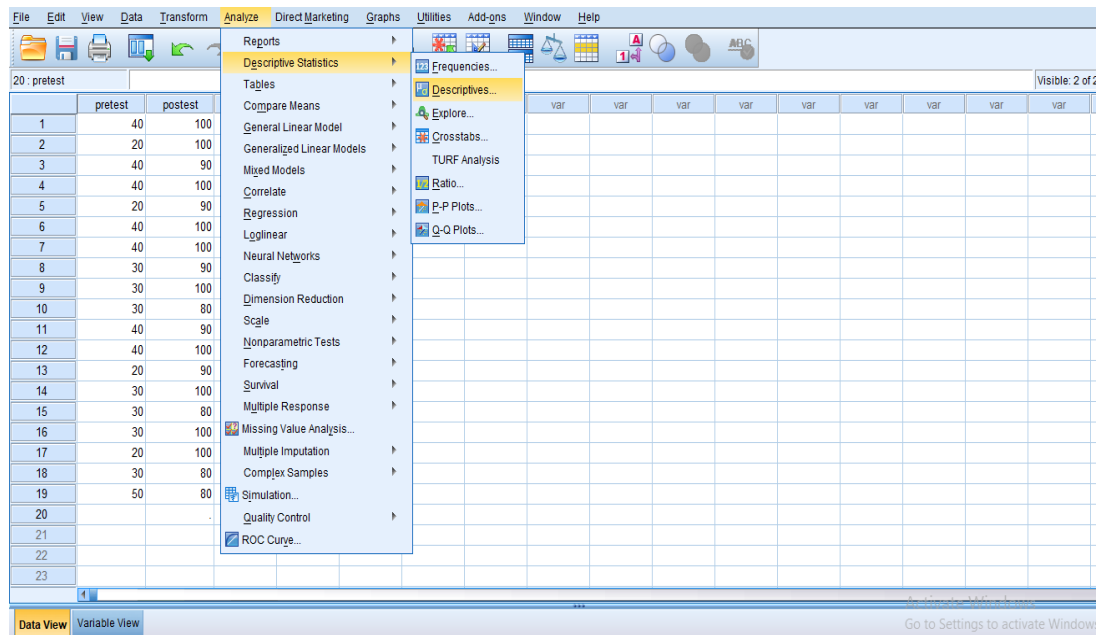 File Edit View Data Transform Analyze Direct Marketing Graphs Utilities Add-ons Window Help
20 : pretest
Visible: 2 of 2
Reports
Descriptive Statistics
Tables
Compare Means
General Linear Model
Generalized Linear Models
Mixed Models
Correlate
Regression
Loglinear
Neural Networks
Classify
Dimension Reduction
Scale
Nonparametric Tests
Forecasting
Survival
Multiple Response
Missing Value Analysis...
Multiple Imputation
Complex Samples
Simulation...
Quality Control
ROC Curve...
Frequencies...
Descriptives...
Explore...
Crosstabs...
TURF Analysis
Ratio...
P-P Plots...
Q-Q Plots...
pretest postest var var var var var var var var var
1 40 100
2 20 100
3 40 90
4 40 100
5 20 90
6 40 100
7 40 100
8 30 90
9 30 100
10 30 80
11 40 90
12 40 100
13 20 90
14 30 100
15 30 80
16 30 100
17 20 100
18 30 80
19 50 80
20 .
21
22
23
Data View Variable View
Activate Windows
Go to Settings to activate Windows